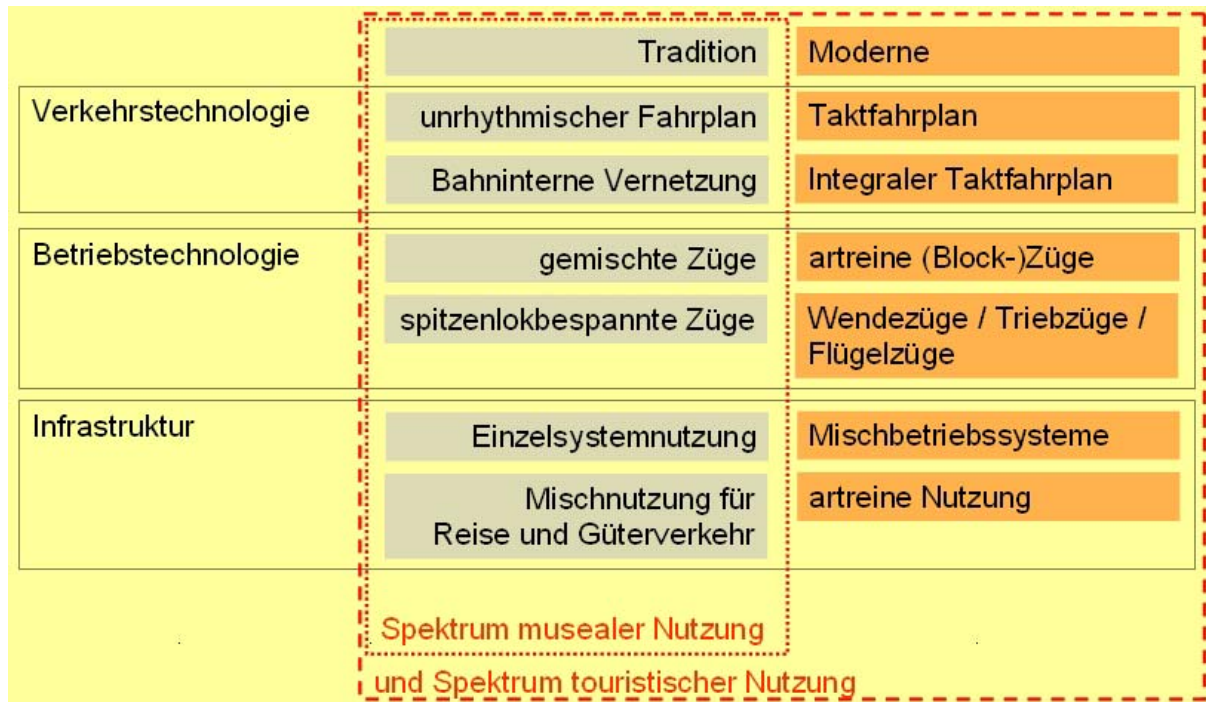 Tradition
Moderne
Verkehrstechnologie
unrhythmischer Fahrplan
Taktfahrplan
Bahninterne Vernetzung
Integraler Taktfahrplan
Betriebstechnologie
gemischte Züge
artreine (Block-)Züge
spitzenlokbespannte Züge
Wendezüge / Triebzüge /
Flügelzüge
Infrastruktur
Einzelsystemnutzung
Mischbetriebssysteme
Mischnutzung für
Reise und Güterverkehr
artreine Nutzung
Spektrum musealer Nutzung
und Spektrum touristischer Nutzung